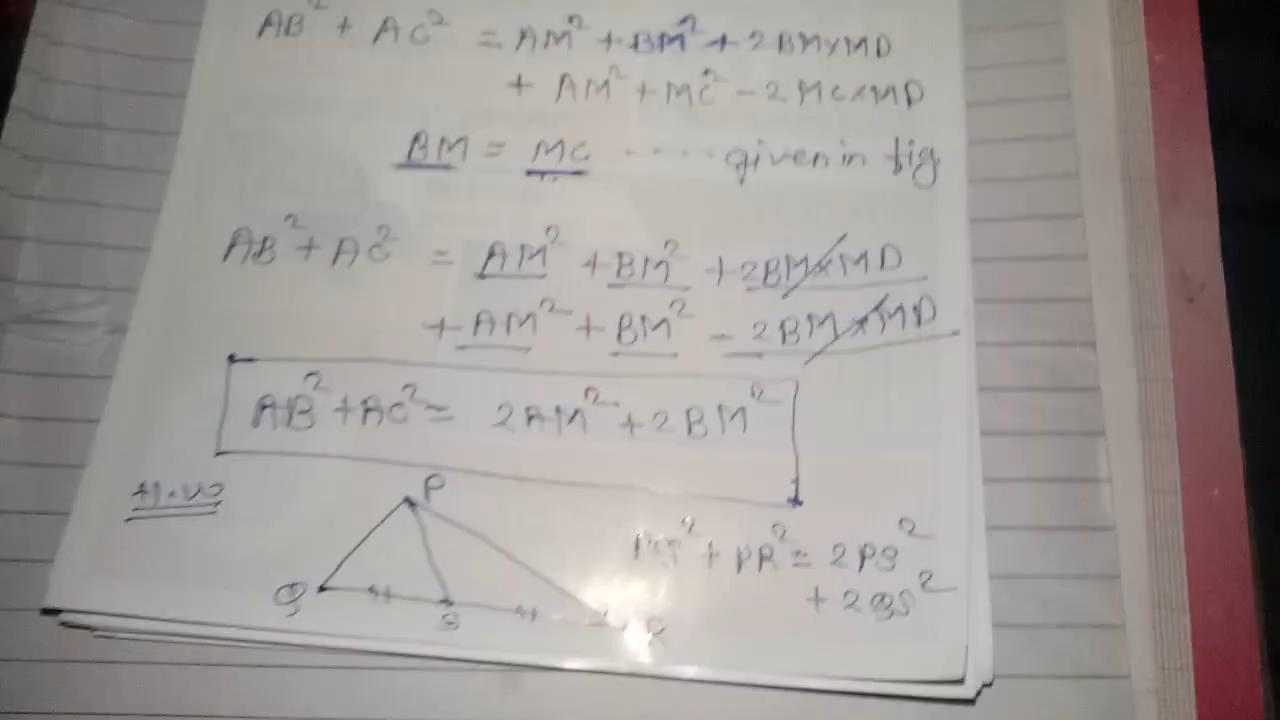 AB² + AC² = AM² + BM² + 2BM×MD
+ AM² + MC² - 2MC×MD
BM = MC ..... given in fig
AB² + AC² = AM² + BM² + 2BM×MD
+ AM² + BM² - 2BM×MD
AB² + AC² = 2AM² + 2BM²
P
Q S R
+ PR² = 2PS²
+ 2QS²